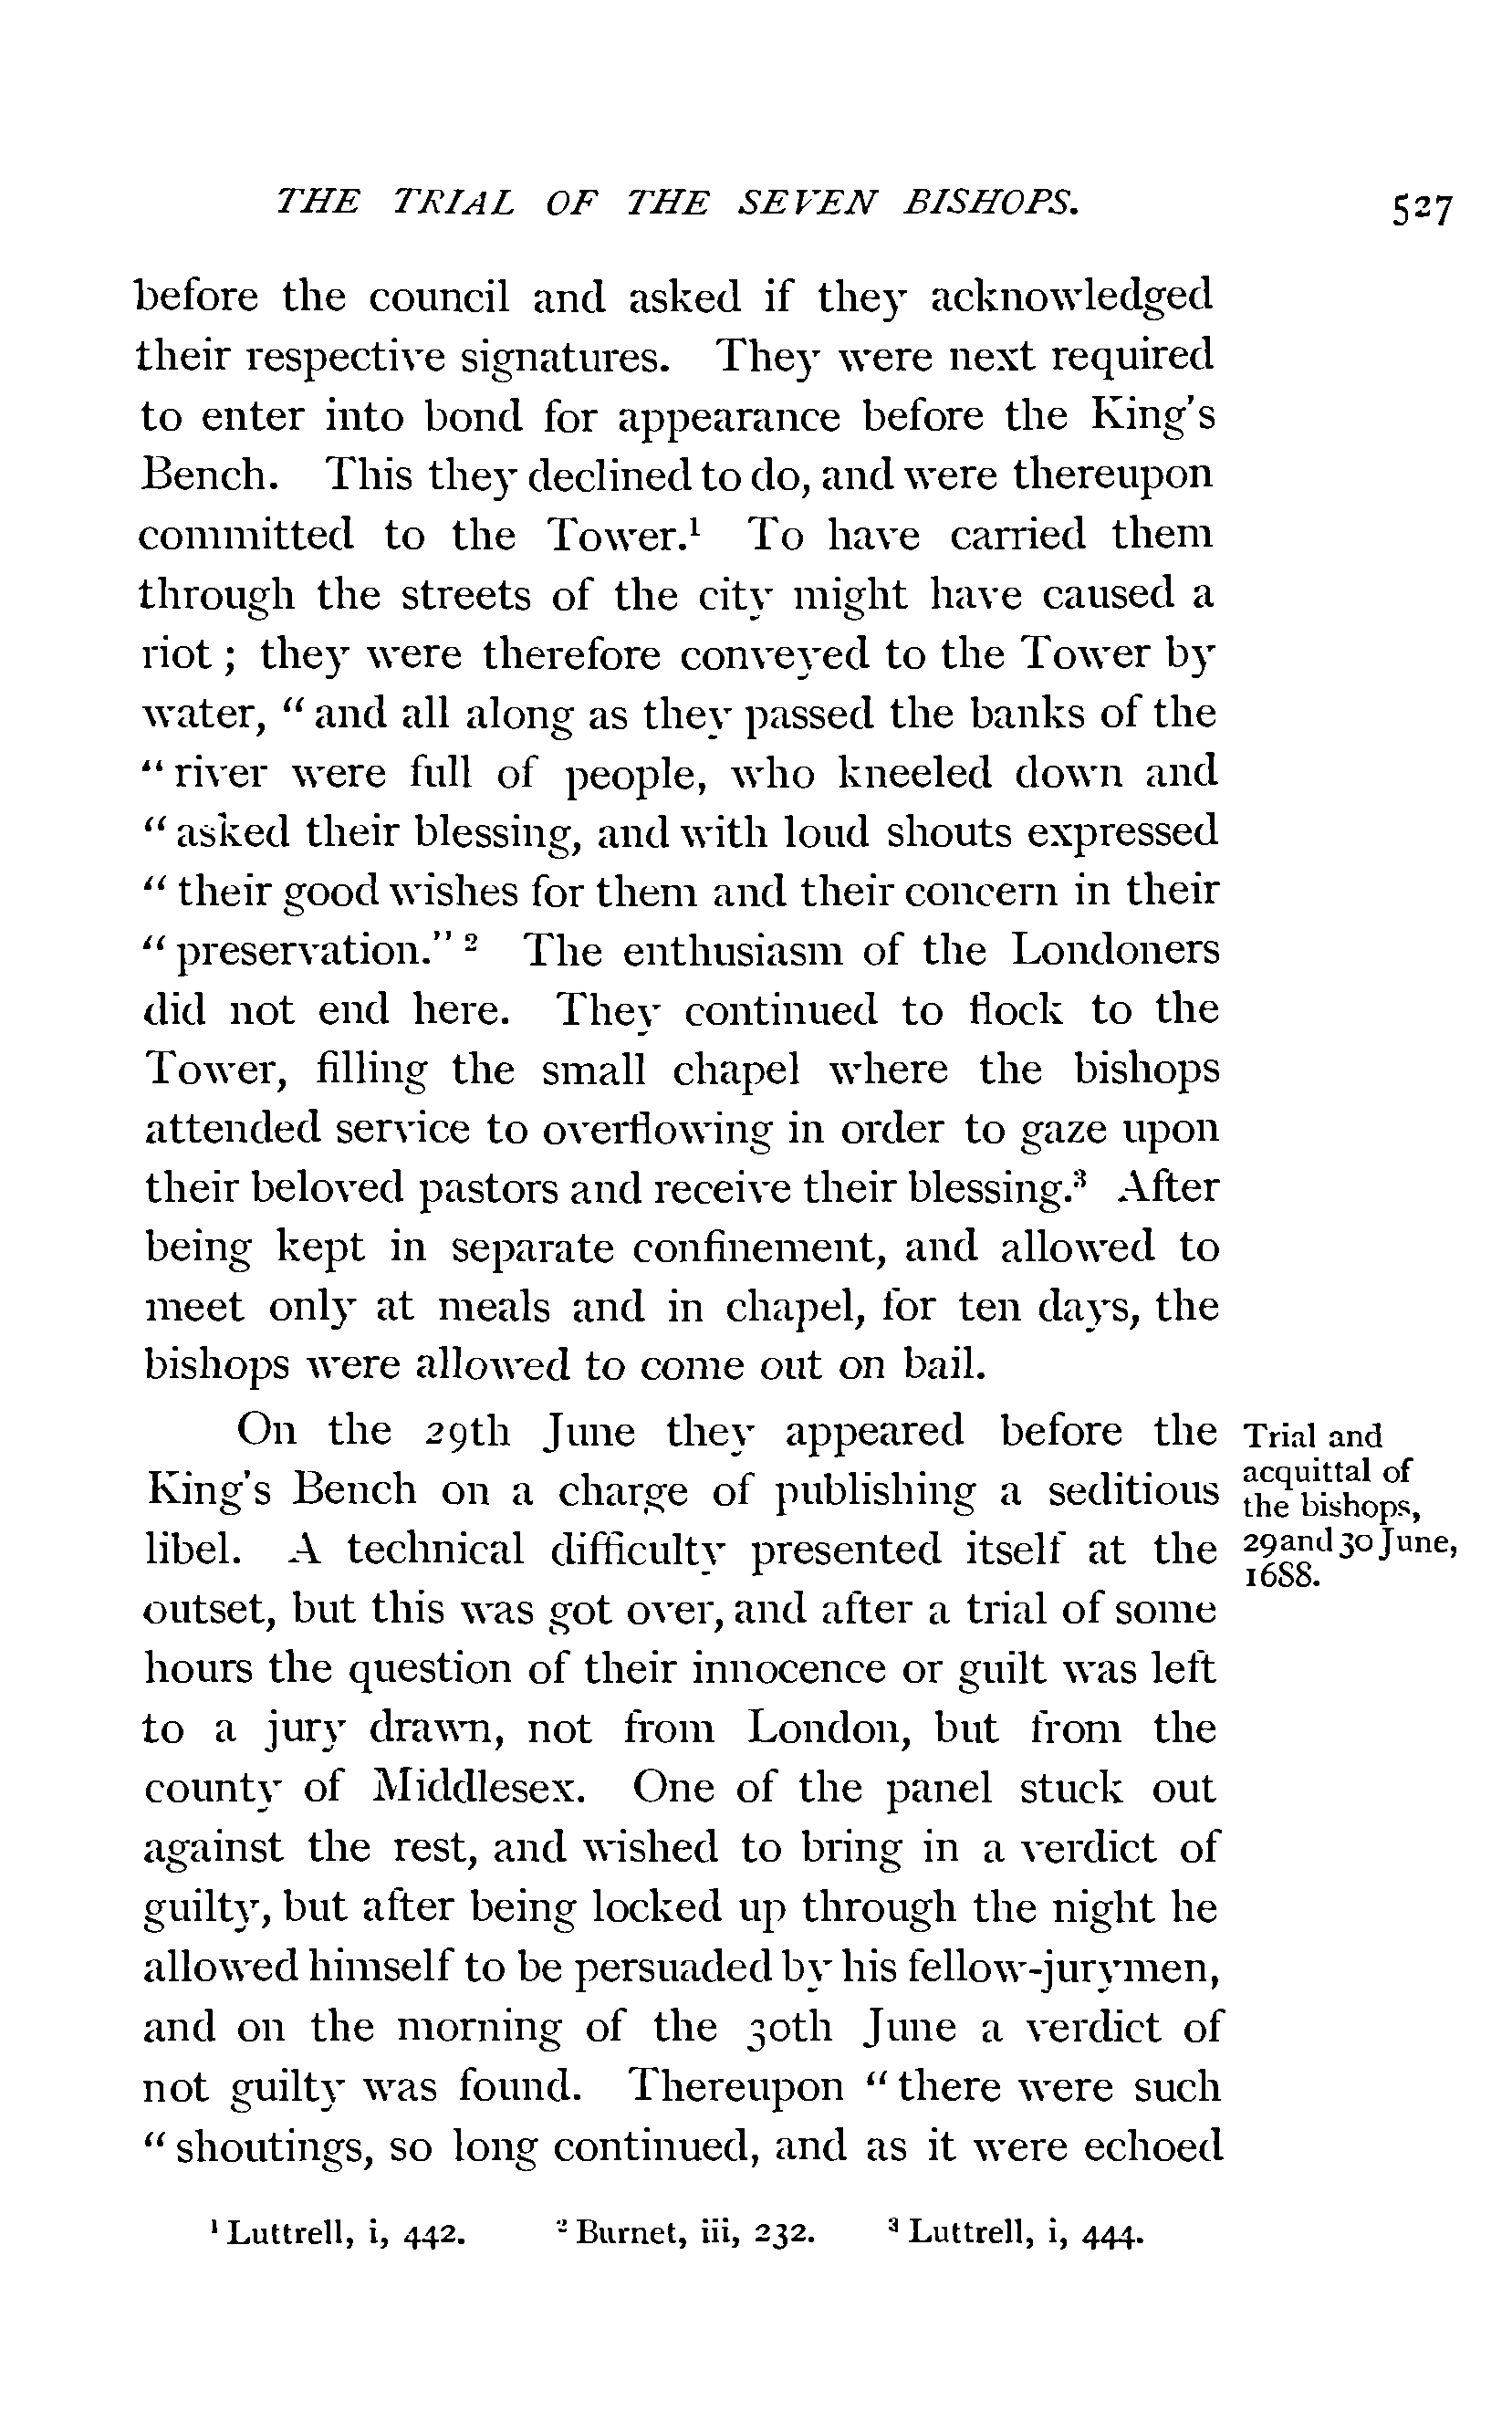 THE TRIAL OF THE SEVEN BISHOPS. 527
before the council and asked if they acknowledged
their respective signatures. They were next required
to enter into bond for appearance before the King's
Bench. This they declined to do, and were thereupon
committed to the Tower.¹ To have carried them
through the streets of the city might have caused a
riot; they were therefore conveyed to the Tower by
water, "and all along as they passed the banks of the
"river were full of people, who kneeled down and
"asked their blessing, and with loud shouts expressed
"their good wishes for them and their concern in their
"preservation."² The enthusiasm of the Londoners
did not end here. They continued to flock to the
Tower, filling the small chapel where the bishops
attended service to overflowing in order to gaze upon
their beloved pastors and receive their blessing.³ After
being kept in separate confinement, and allowed to
meet only at meals and in chapel, for ten days, the
bishops were allowed to come out on bail.
On the 29th June they appeared before the
King's Bench on a charge of publishing a seditious
libel. A technical difficulty presented itself at the
outset, but this was got over, and after a trial of some
hours the question of their innocence or guilt was left
to a jury drawn, not from London, but from the
county of Middlesex. One of the panel stuck out
against the rest, and wished to bring in a verdict of
guilty, but after being locked up through the night he
allowed himself to be persuaded by his fellow-jurymen,
and on the morning of the 30th June a verdict of
not guilty was found. Thereupon "there were such
"shoutings, so long continued, and as it were echoed
Trial and
acquittal of
the bishops,
29 and 30 June,
1688.
¹ Luttrell, i, 442. ² Burnet, iii, 232. ³ Luttrell, i, 444.